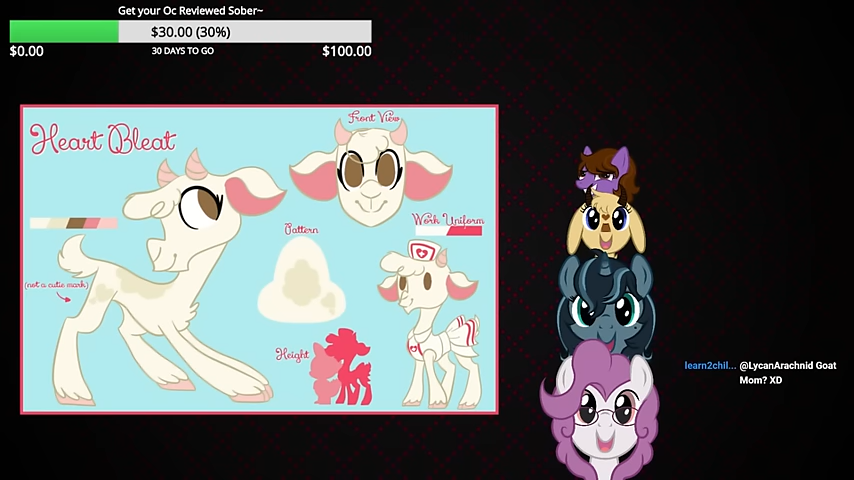 Get your Oc Reviewed Sober~
$30.00 (30%)
$0.00
30 DAYS TO GO
$100.00
Heart Bleat
Front View
Pattern
Work Uniform
(not a cutie mark)
Height
learn2chil... @LycanArachnid Goat
Mom? XD